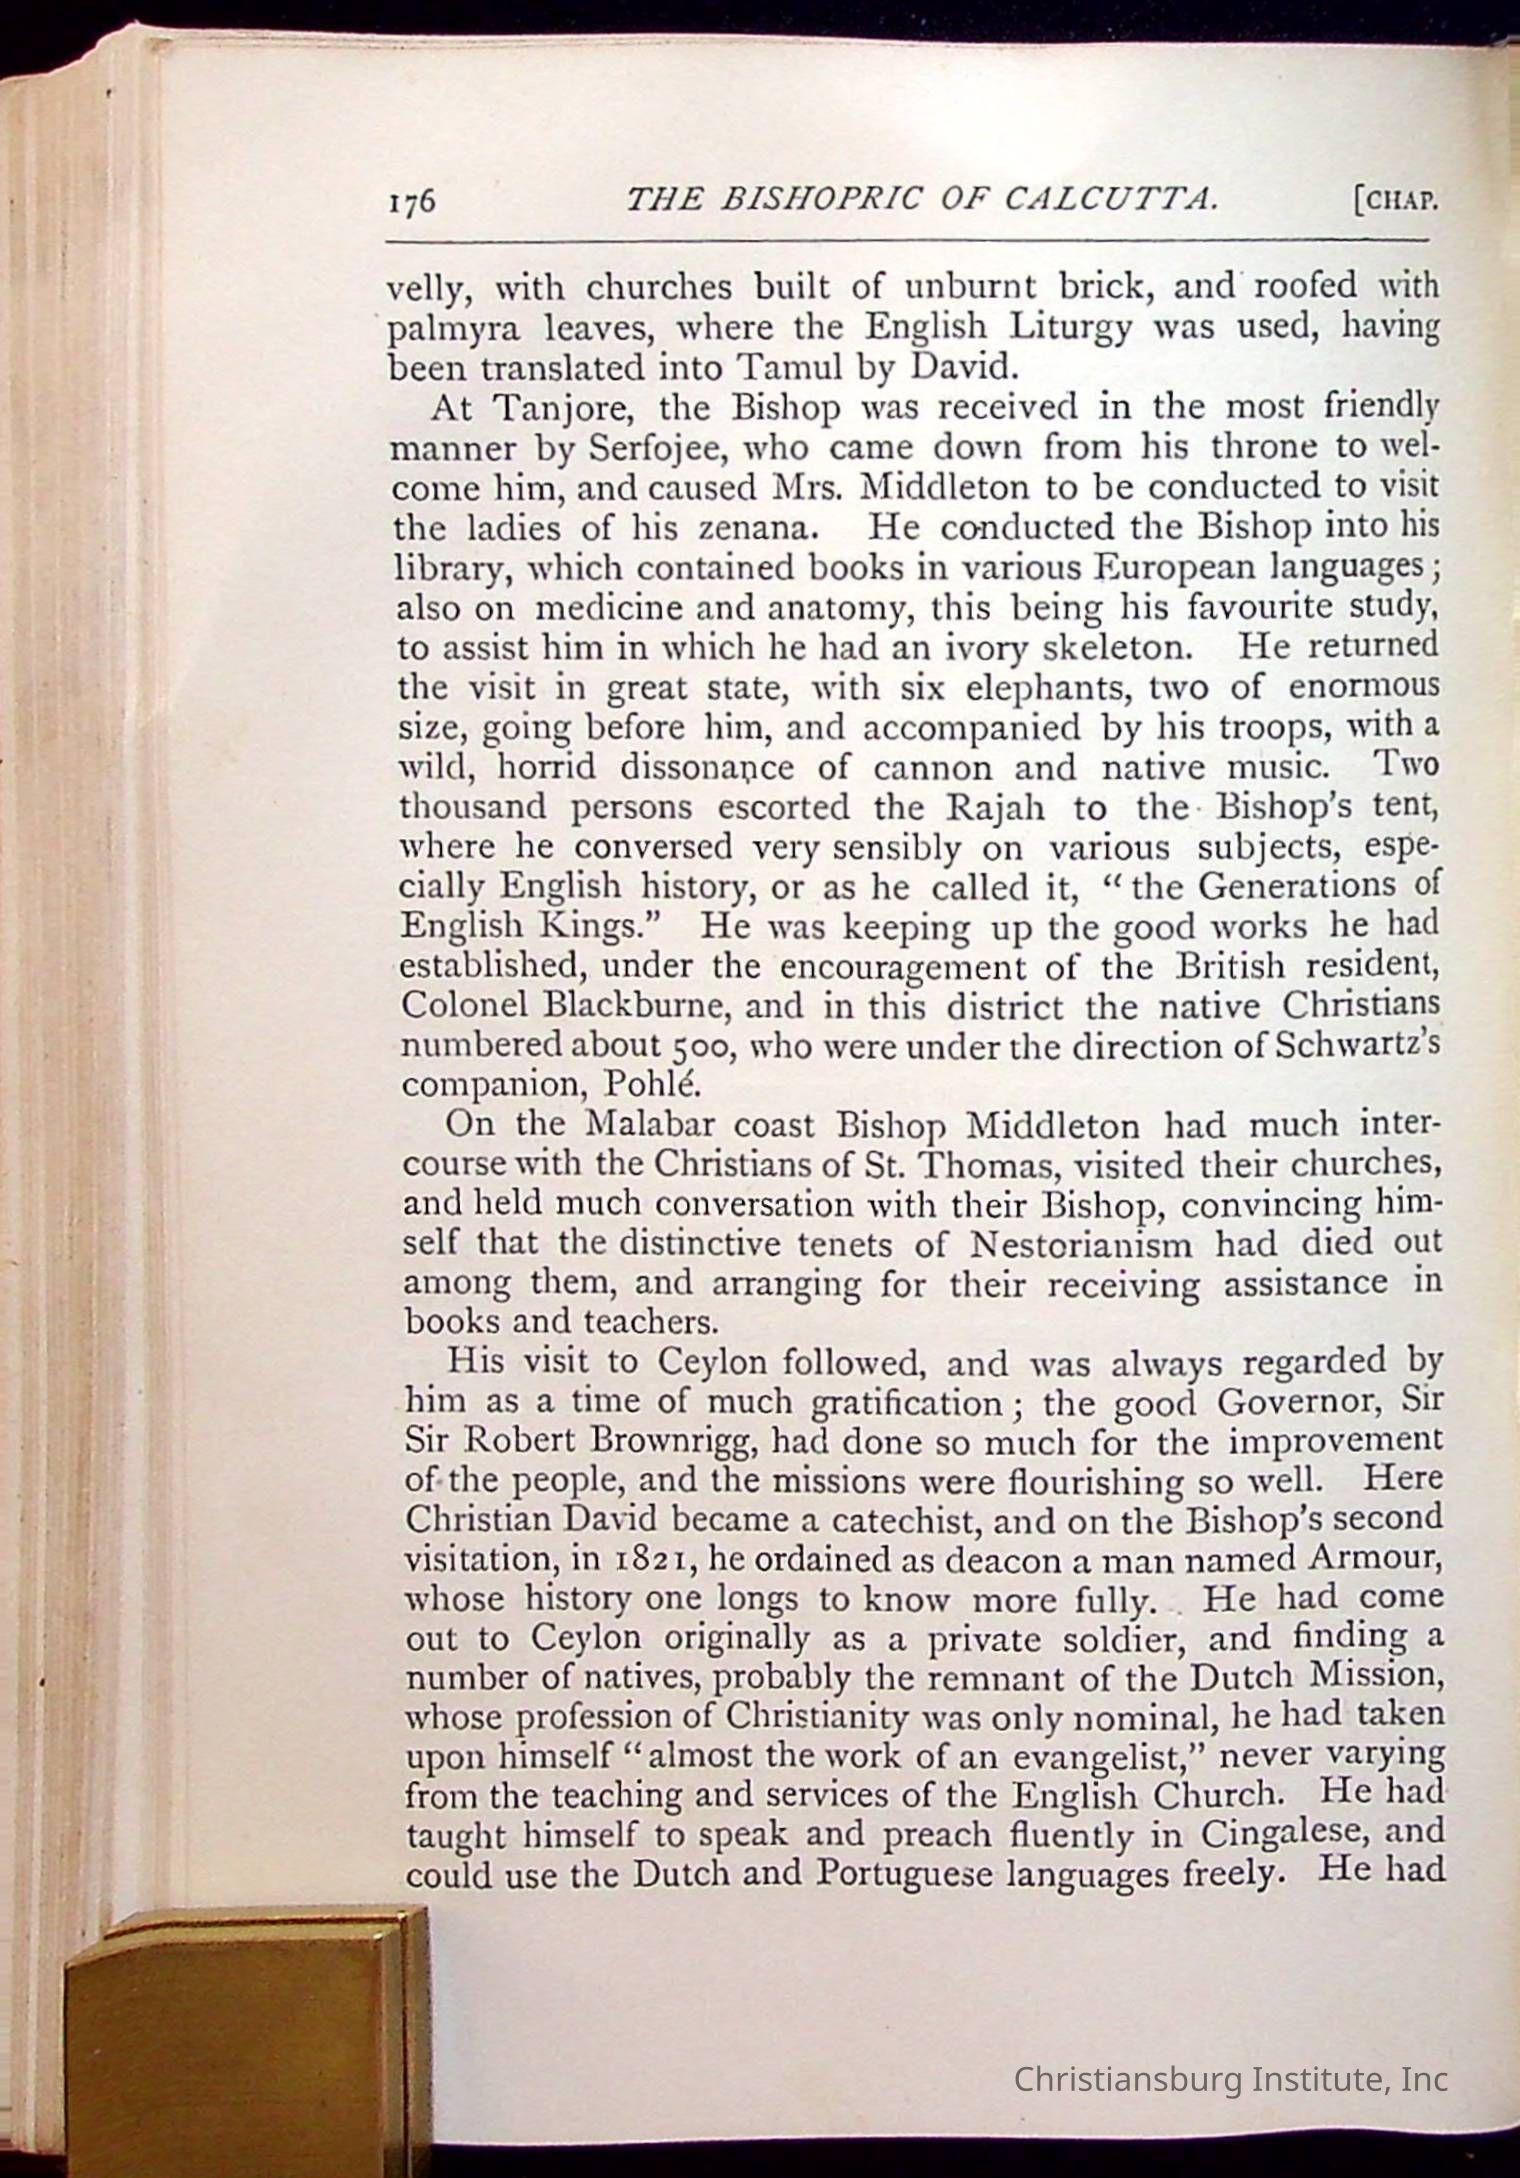 176 THE BISHOPRIC OF CALCUTTA. [CHAP.
velly, with churches built of unburnt brick, and roofed with
palmyra leaves, where the English Liturgy was used, having
been translated into Tamul by David.
At Tanjore, the Bishop was received in the most friendly
manner by Serfojee, who came down from his throne to wel-
come him, and caused Mrs. Middleton to be conducted to visit
the ladies of his zenana. He conducted the Bishop into his
library, which contained books in various European languages;
also on medicine and anatomy, this being his favourite study,
to assist him in which he had an ivory skeleton. He returned
the visit in great state, with six elephants, two of enormous
size, going before him, and accompanied by his troops, with a
wild, horrid dissonance of cannon and native music. Two
thousand persons escorted the Rajah to the Bishop's tent,
where he conversed very sensibly on various subjects, espe-
cially English history, or as he called it, "the Generations of
English Kings." He was keeping up the good works he had
established, under the encouragement of the British resident,
Colonel Blackburne, and in this district the native Christians
numbered about 500, who were under the direction of Schwartz's
companion, Pohlé.
On the Malabar coast Bishop Middleton had much inter-
course with the Christians of St. Thomas, visited their churches,
and held much conversation with their Bishop, convincing him-
self that the distinctive tenets of Nestorianism had died out
among them, and arranging for their receiving assistance in
books and teachers.
His visit to Ceylon followed, and was always regarded by
him as a time of much gratification; the good Governor, Sir
Sir Robert Brownrigg, had done so much for the improvement
of the people, and the missions were flourishing so well. Here
Christian David became a catechist, and on the Bishop's second
visitation, in 1821, he ordained as deacon a man named Armour,
whose history one longs to know more fully. He had come
out to Ceylon originally as a private soldier, and finding a
number of natives, probably the remnant of the Dutch Mission,
whose profession of Christianity was only nominal, he had taken
upon himself "almost the work of an evangelist," never varying
from the teaching and services of the English Church. He had
taught himself to speak and preach fluently in Cingalese, and
could use the Dutch and Portuguese languages freely. He had
Christiansburg Institute, Inc